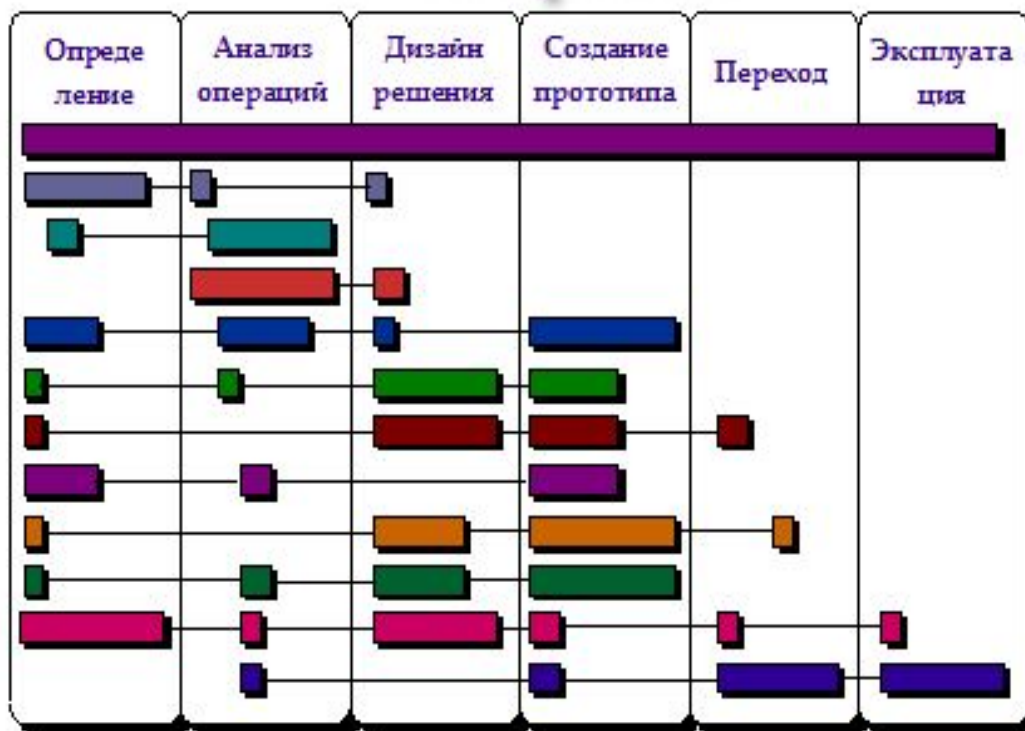 Опреде
ление
Анализ
операций
Дизайн
решения
Создание
прототипа
Переход
Эксплуата
ция